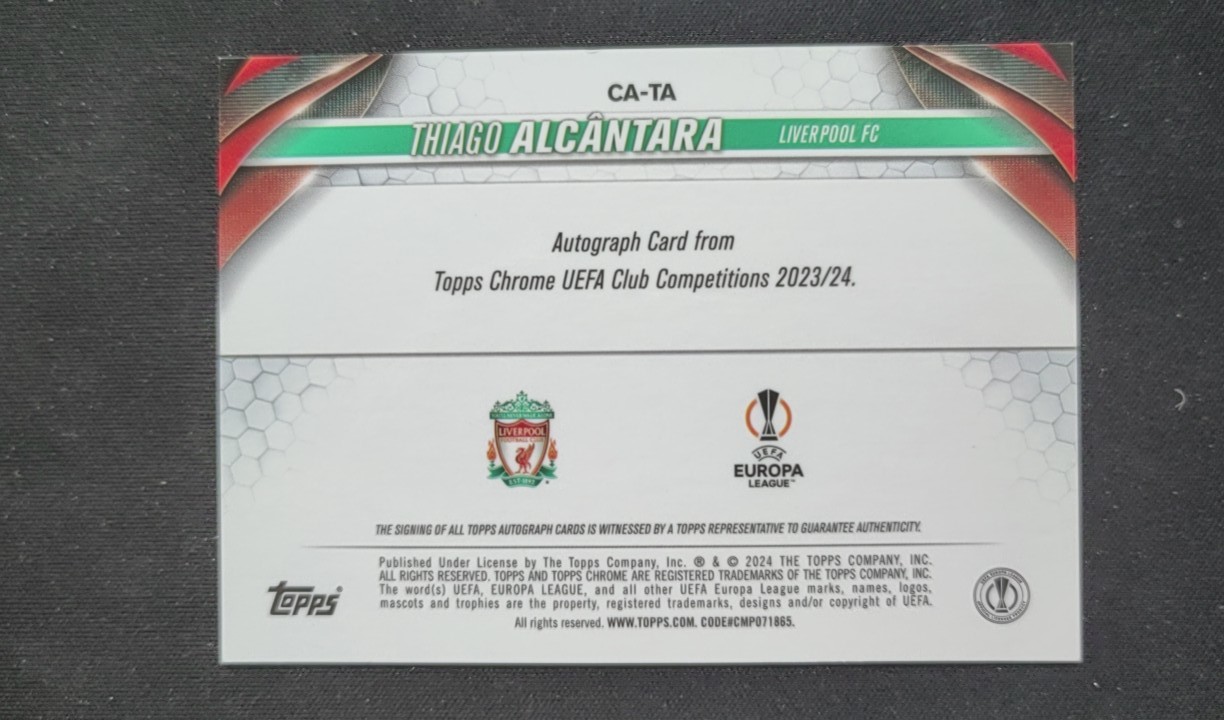 CA-TA
THIAGO ALCÂNTARA LIVERPOOL FC
Autograph Card from
Topps Chrome UEFA Club Competitions 2023/24.
LIVERPOOL
FOOTBALL CLUB
UEFA
EUROPA
LEAGUE™
THE SIGNING OF ALL TOPPS AUTOGRAPH CARDS IS WITNESSED BY A TOPPS REPRESENTATIVE TO GUARANTEE AUTHENTICITY.
Published Under License by The Topps Company, Inc. ® & © 2024 THE TOPPS COMPANY, INC.
ALL RIGHTS RESERVED. TOPPS AND TOPPS CHROME ARE REGISTERED TRADEMARKS OF THE TOPPS COMPANY, INC.
The word(s) UEFA, EUROPA LEAGUE, and all other UEFA Europa League marks, names, logos,
mascots and trophies are the property, registered trademarks, designs and/or copyright of UEFA.
All rights reserved. WWW.TOPPS.COM. CODE#CMP071865.
topps®